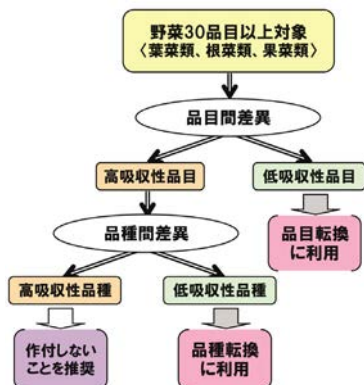 野菜30品目以上対象
〈葉菜類、根菜類、果菜類〉
品目間差異
高吸収性品目
低吸収性品目
品種間差異
品目転換
に利用
高吸収性品種
低吸収性品種
作付しない
ことを推奨
品種転換
に利用